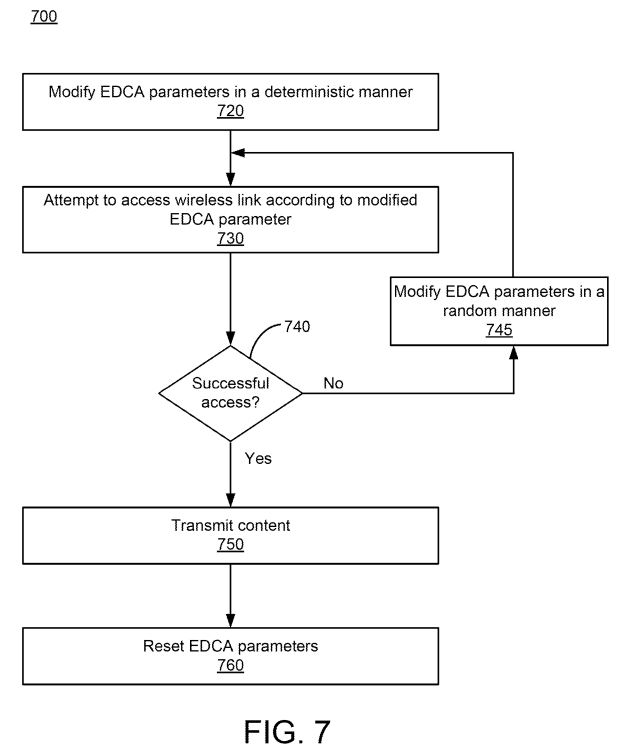 700
Modify EDCA parameters in a deterministic manner
720
Attempt to access wireless link according to modified
EDCA parameter
730
Modify EDCA parameters in a
random manner
745
740
Successful
access?
No
Yes
Transmit content
750
Reset EDCA parameters
760
FIG. 7